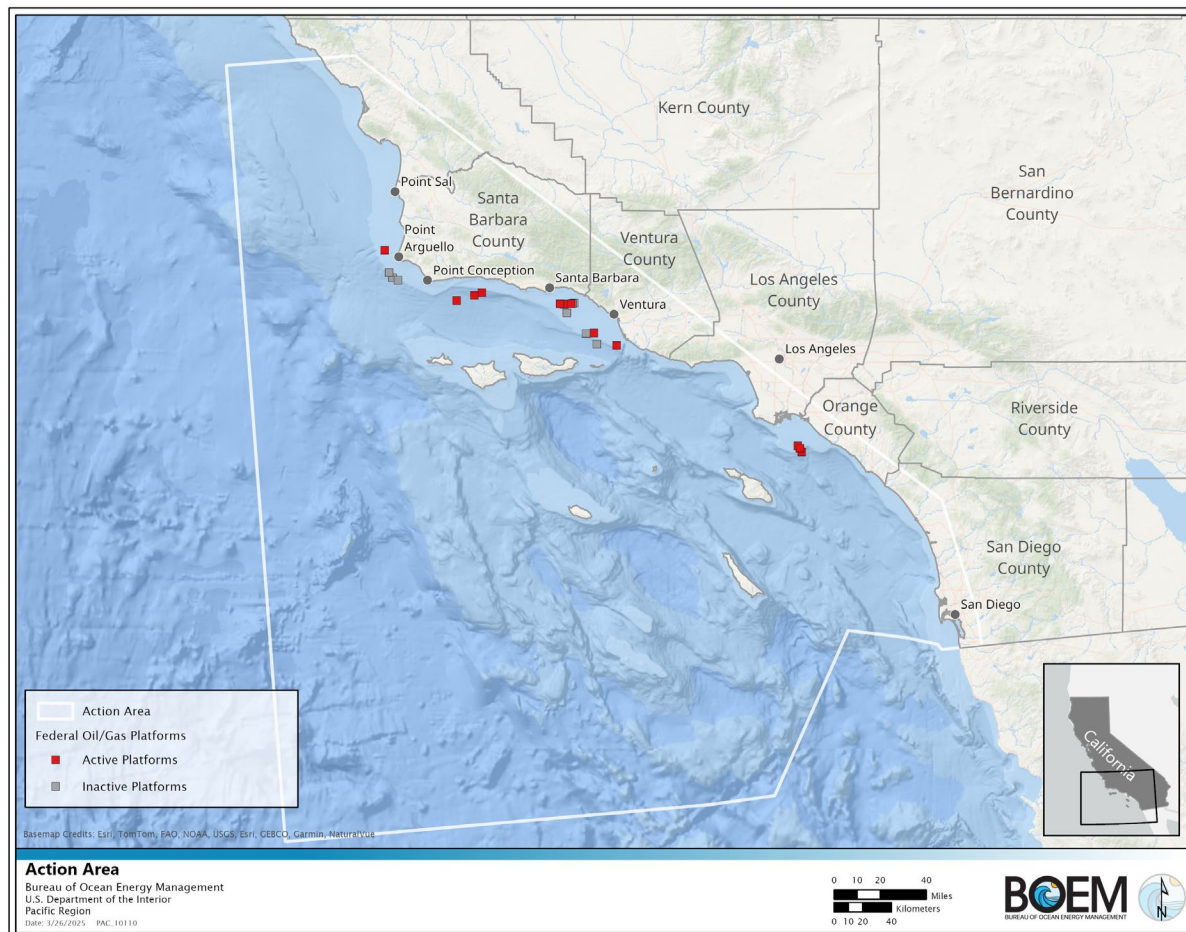 Kern County
San
Bernardino
County
Point Sal
Santa
Barbara
County
Point
Arguello
Ventura
County
Point Conception
Santa Barbara
Los Angeles
County
Ventura
Los Angeles
Orange
County
Riverside
County
San Diego
County
San Diego
Action Area
Federal Oil/Gas Platforms
Active Platforms
Inactive Platforms
California
Basemap Credits: Esri, TomTom, FAO, NOAA, USGS, Esri, GEBCO, Garmin, NaturalVue
Action Area
Bureau of Ocean Energy Management
U.S. Department of the Interior
Pacific Region
Date: 3/26/2025 PAC_10110
0 10 20 40
Miles
Kilometers
0 10 20 40
BOEM
BUREAU OF OCEAN ENERGY MANAGEMENT
N